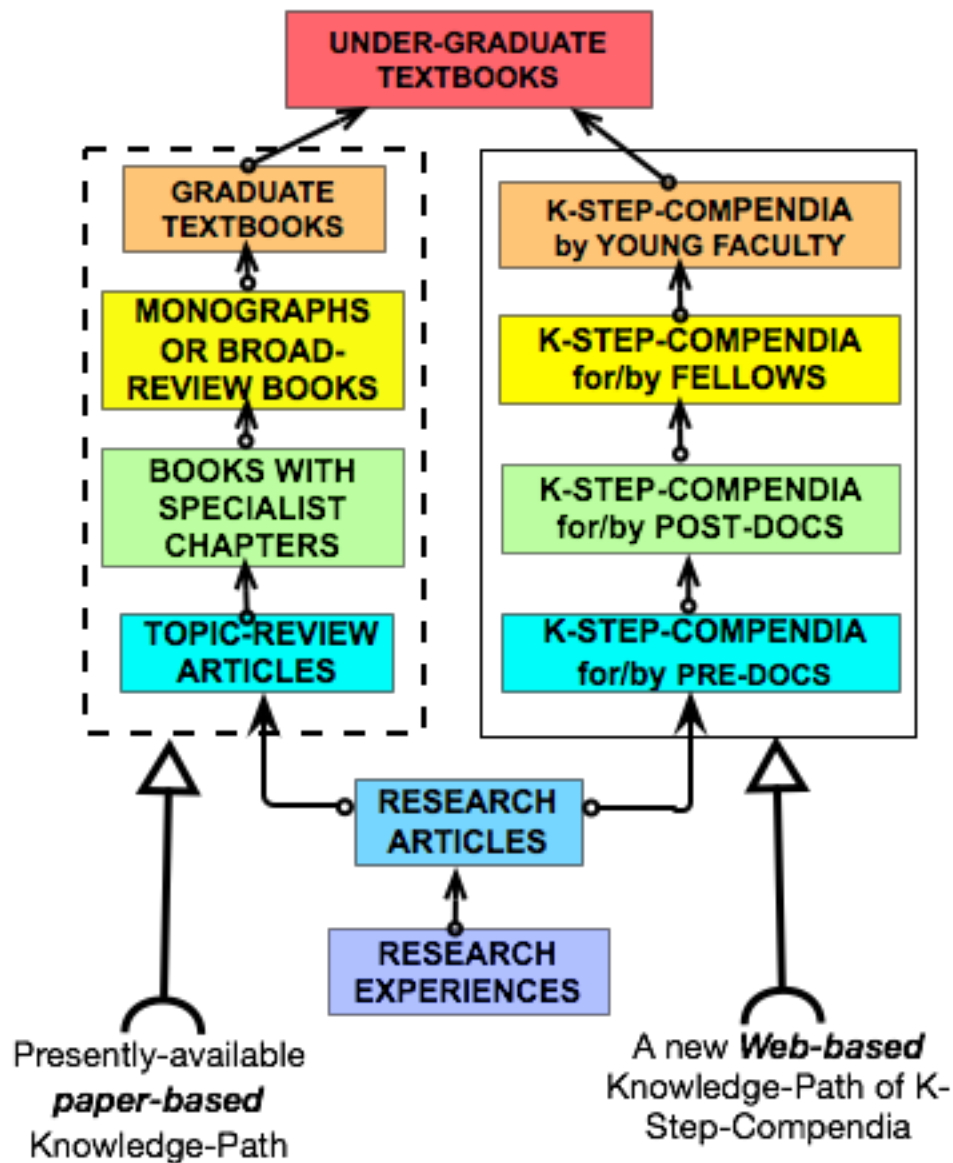 UNDER-GRADUATE
TEXTBOOKS
GRADUATE
TEXTBOOKS
MONOGRAPHS
OR BROAD-
REVIEW BOOKS
BOOKS WITH
SPECIALIST
CHAPTERS
TOPIC-REVIEW
ARTICLES
K-STEP-COMPENDIA
by YOUNG FACULTY
K-STEP-COMPENDIA
for/by FELLOWS
K-STEP-COMPENDIA
for/by POST-DOCS
K-STEP-COMPENDIA
for/by PRE-DOCS
RESEARCH
ARTICLES
RESEARCH
EXPERIENCES
Presently-available
paper-based
Knowledge-Path
A new Web-based
Knowledge-Path of K-
Step-Compendia